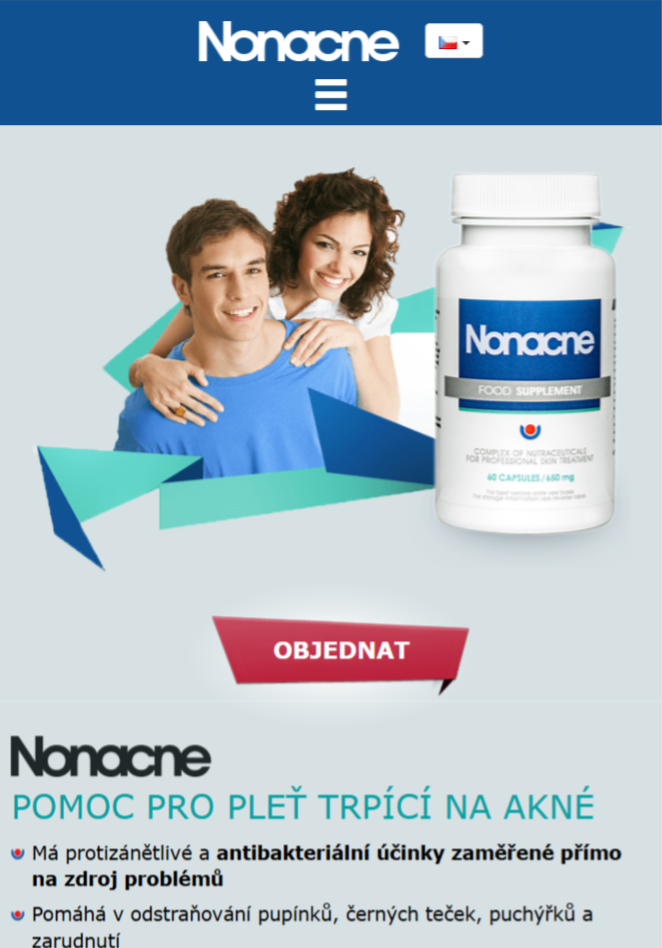 Nonacne
Nonacne
FOOD SUPPLEMENT
COMPLEX OF NUTRACEUTICALS
FOR PROFESSIONAL SKIN TREATMENT
60 CAPSULES / 650 mg
OBJEDNAT
Nonacne
POMOC PRO PLEŤ TRPÍCÍ NA AKNÉ
Má protizánětlivé a antibakteriální účinky zaměřené přímo
na zdroj problémů
Pomáhá v odstraňování pupínků, černých teček, puchýřků a
zarudnutí